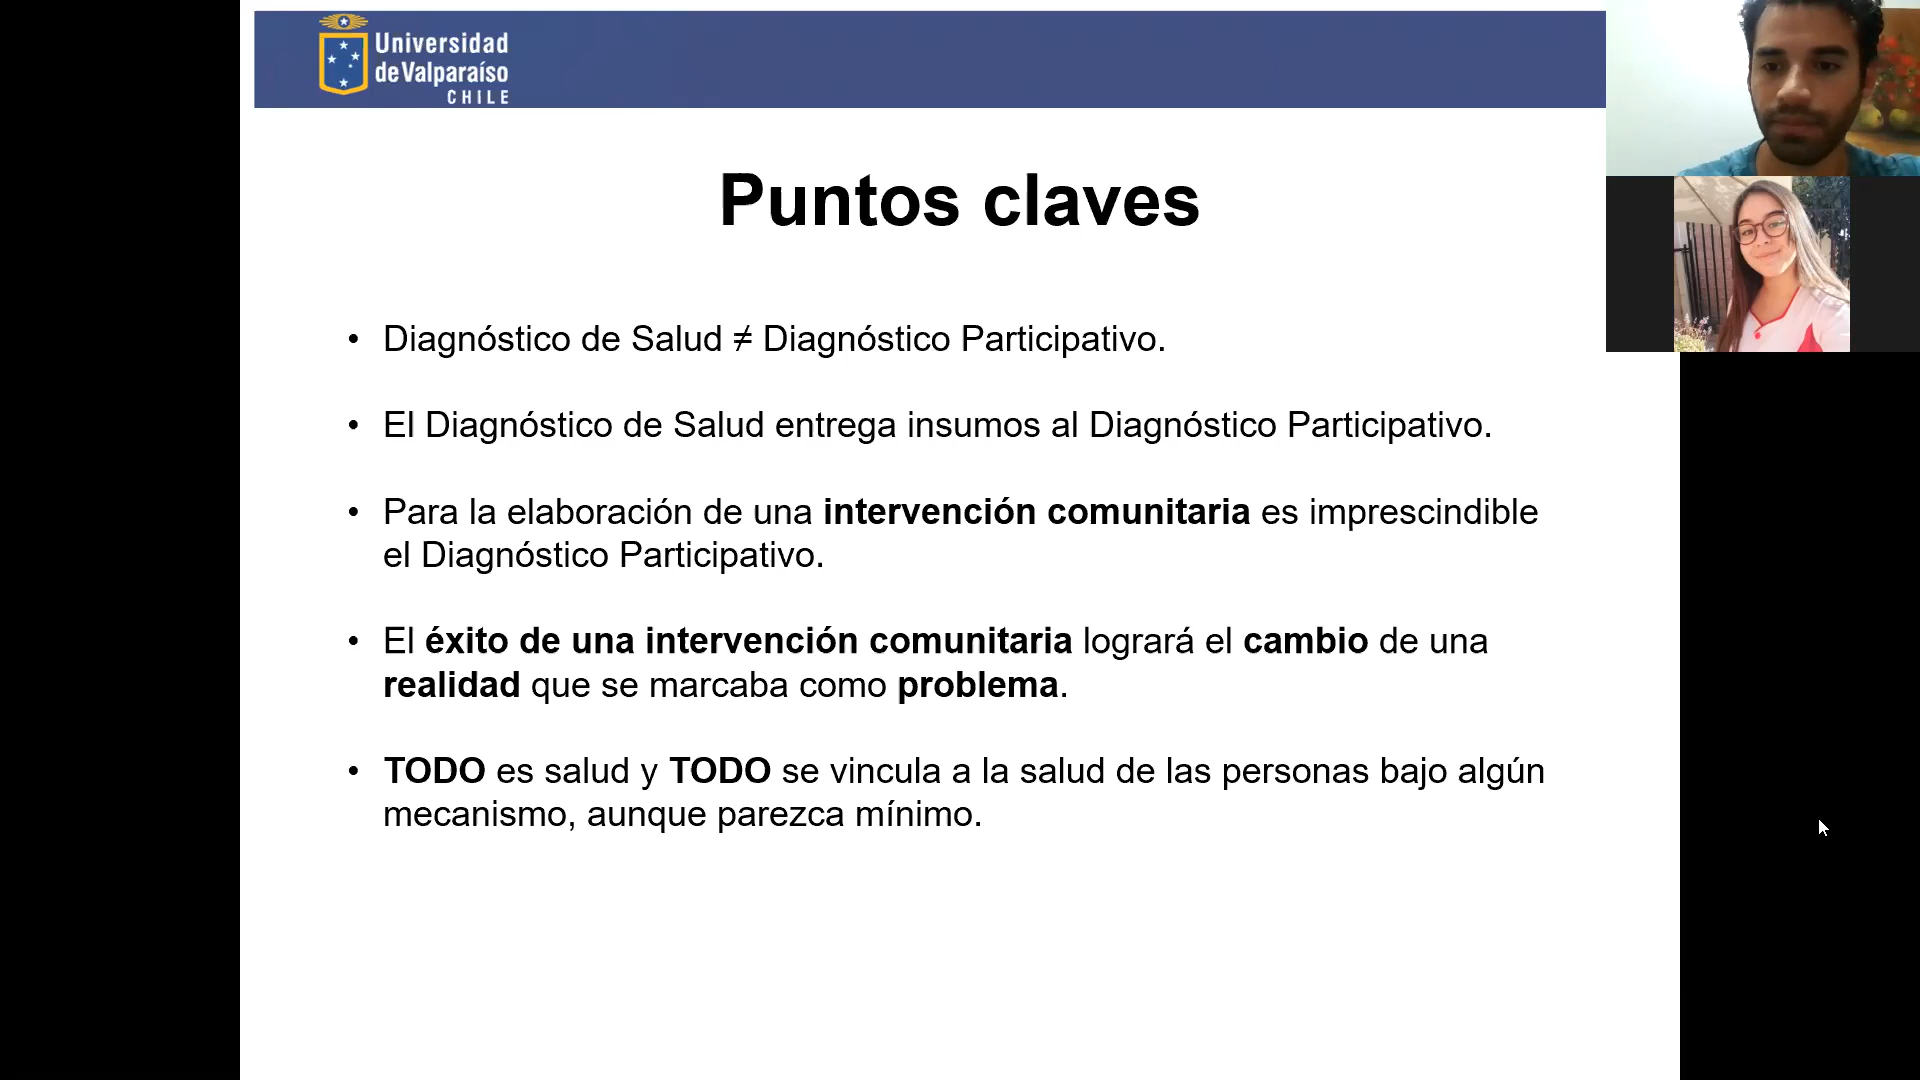 Universidad
de Valparaíso
CHILE
Puntos claves
• Diagnóstico de Salud ≠ Diagnóstico Participativo.
• El Diagnóstico de Salud entrega insumos al Diagnóstico Participativo.
• Para la elaboración de una intervención comunitaria es imprescindible
el Diagnóstico Participativo.
• El éxito de una intervención comunitaria logrará el cambio de una
realidad que se marcaba como problema.
• TODO es salud y TODO se vincula a la salud de las personas bajo algún
mecanismo, aunque parezca mínimo.